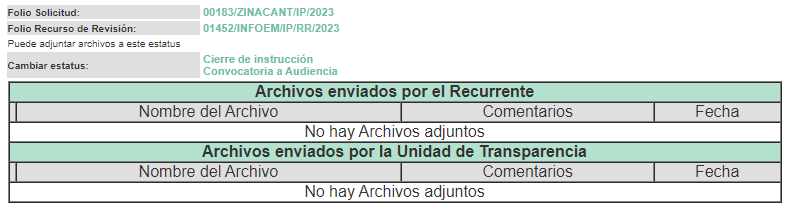 Folio Solicitud: 00183/ZINACANT/IP/2023
Folio Recurso de Revisión: 01452/INFOEM/IP/RR/2023
Puede adjuntar archivos a este estatus
Cambiar estatus: Cierre de instrucción
Convocatoria a Audiencia
Archivos enviados por el Recurrente
Nombre del Archivo Comentarios Fecha
No hay Archivos adjuntos
Archivos enviados por la Unidad de Transparencia
Nombre del Archivo Comentarios Fecha
No hay Archivos adjuntos